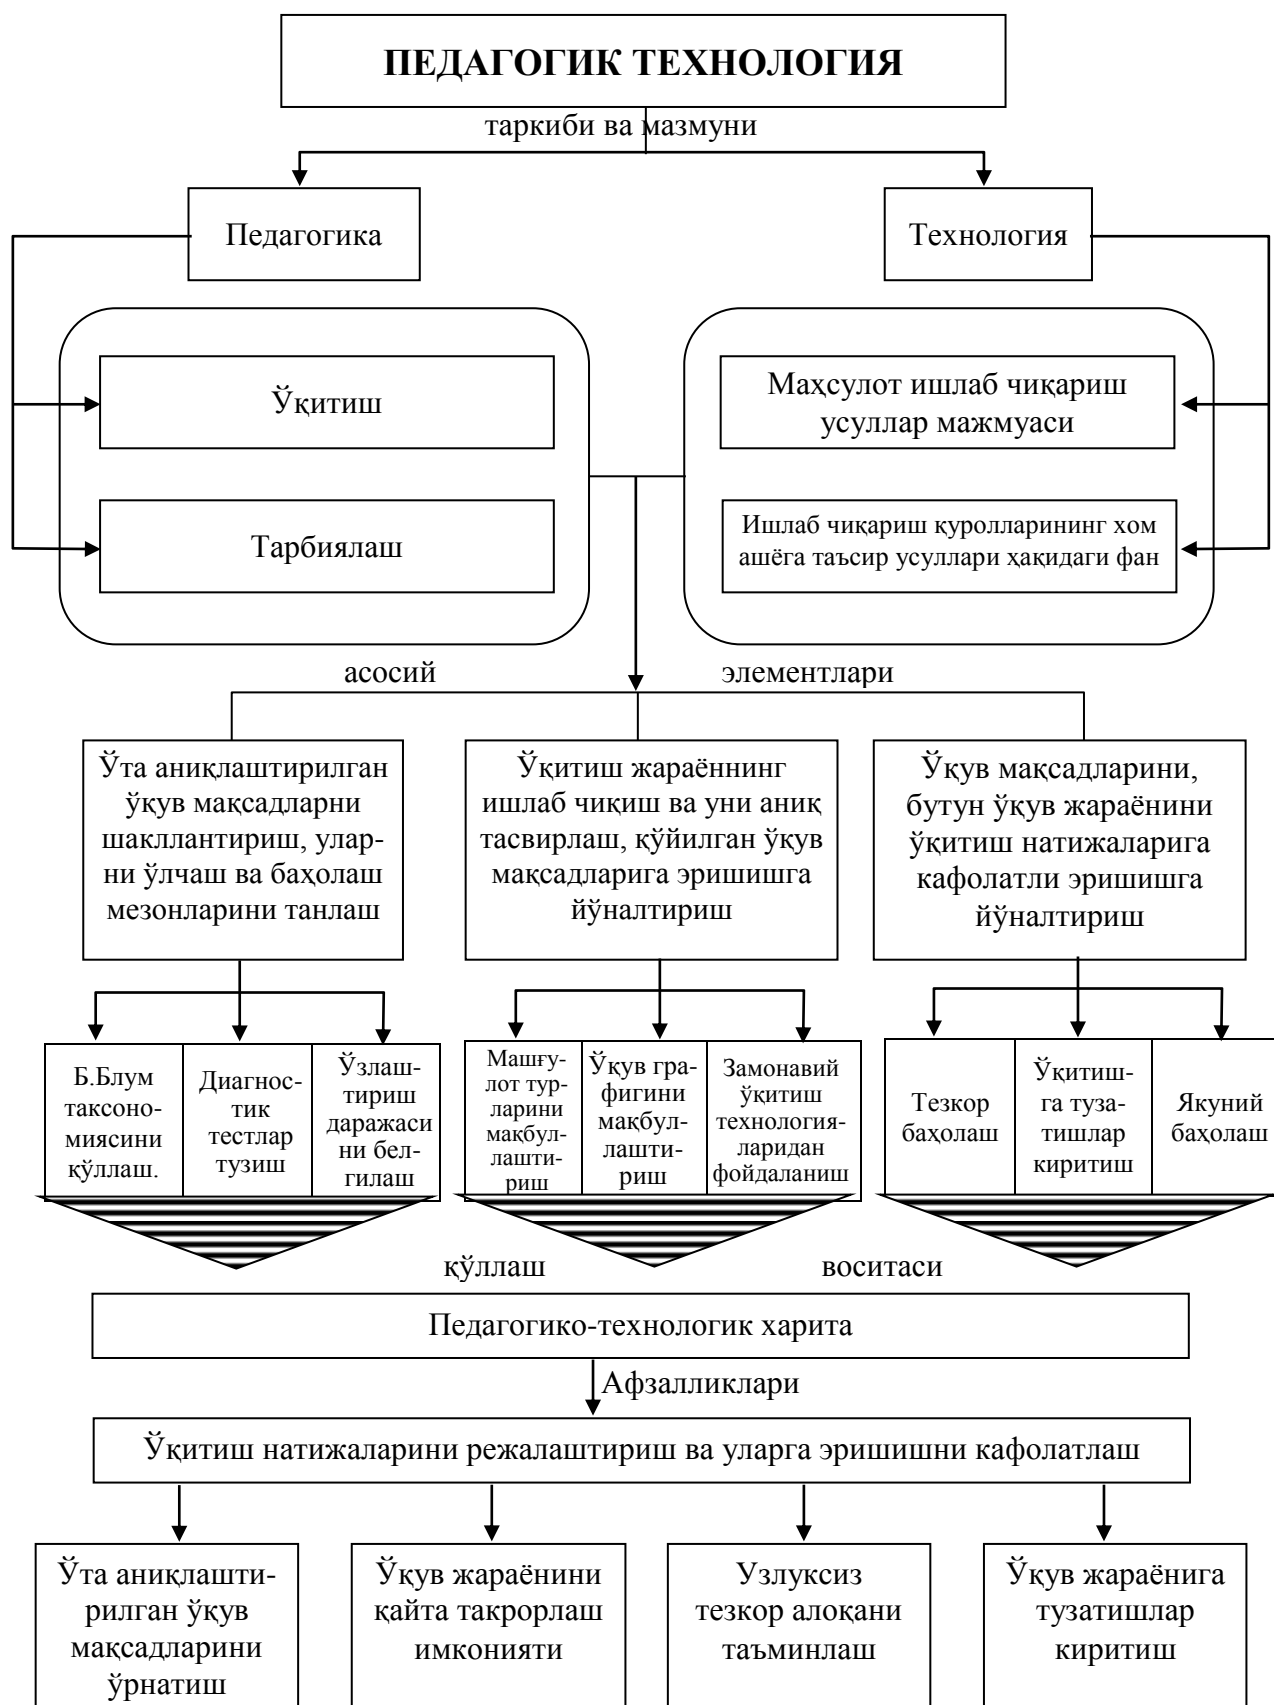 ПЕДАГОГИК ТЕХНОЛОГИЯ
таркиби ва мазмуни
Педагогика
Технология
Ўқитиш
Тарбиялаш
Маҳсулот ишлаб чиқариш
усуллар мажмуаси
Ишлаб чиқариш қуролларининг хом
ашёга таъсир усуллари ҳақидаги фан
асосий
элементлари
Ўта аниқлаштирилган
ўқув мақсадларни
шакллантириш, улар-
ни ўлчаш ва баҳолаш
мезонларини танлаш
Ўқитиш жараённинг
ишлаб чиқиш ва уни аниқ
тасвирлаш, қўйилган ўқув
мақсадларига эришишга
йўналтириш
Ўқув мақсадларини,
бутун ўқув жараёнини
ўқитиш натижаларига
кафолатли эришишга
йўналтириш
Б.Блум
таксоно-
миясини
қўллаш.
Диагнос-
тик
тестлар
тузиш
Ўзлаш-
тириш
даражаси
ни бел-
гилаш
Машғу-
лот тур-
ларини
мақбул-
лашти-
риш
Ўқув гра-
фигини
мақбул-
лашти-
риш
Замонавий
ўқитиш
технология-
ларидан
фойдаланиш
Тезкор
баҳолаш
Ўқитиш-
га туза-
тишлар
киритиш
Якуний
баҳолаш
қўллаш
воситаси
Педагогико-технологик харита
Афзалликлари
Ўқитиш натижаларини режалаштириш ва уларга эришишни кафолатлаш
Ўта аниқлашти-
рилган ўқув
мақсадларини
ўрнатиш
Ўқув жараёнини
қайта такрорлаш
имконияти
Узлуксиз
тезкор алоқани
таъминлаш
Ўқув жараёнига
тузатишлар
киритиш